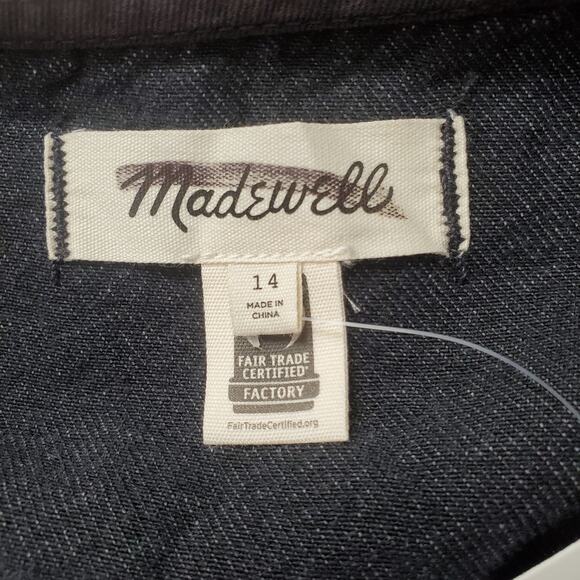 Madewell
14
MADE IN
CHINA
FAIR TRADE
CERTIFIED®
FACTORY
FairTradeCertified.org